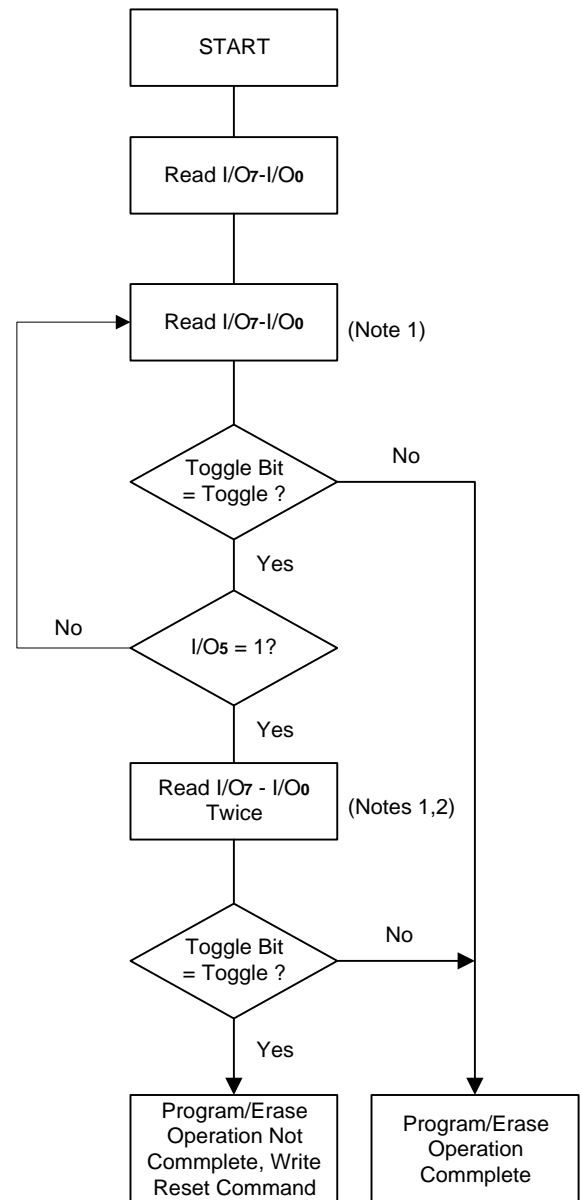 START
Read I/O7-I/O0
Read I/O7-I/O0
(Note 1)
Toggle Bit
= Toggle ?
No
Yes
I/O5 = 1?
No
Yes
Read I/O7 - I/O0
Twice
(Notes 1,2)
Toggle Bit
= Toggle ?
No
Yes
Program/Erase
Operation Not
Commplete, Write
Reset Command
Program/Erase
Operation
Commplete